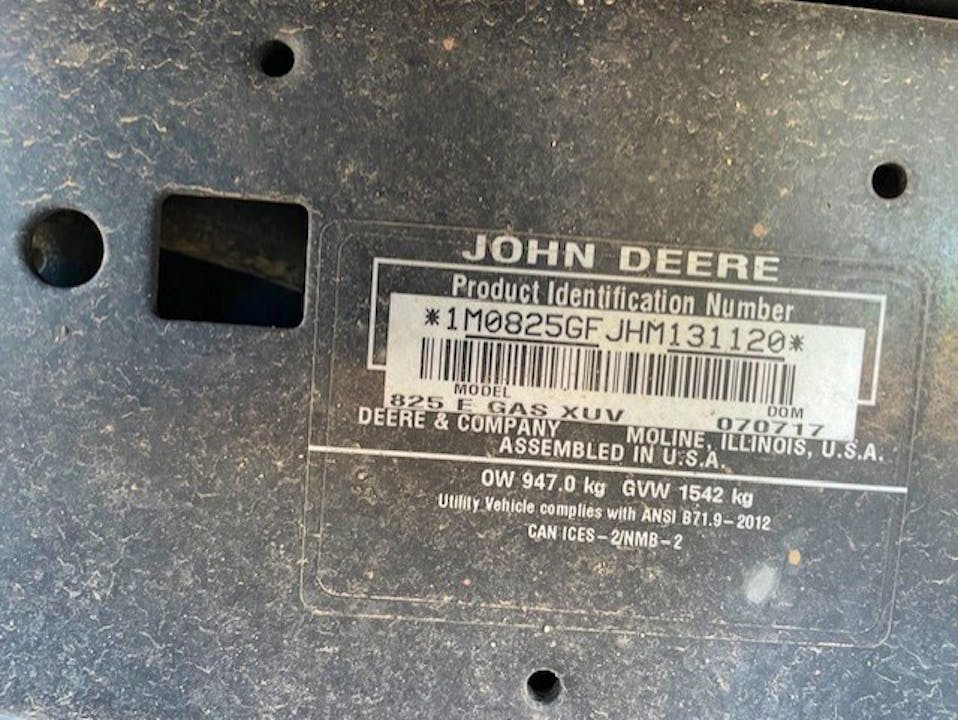 JOHN DEERE
Product Identification Number
*1M0825GFJHM131120*
MODEL DOM
825 E GAS XUV 070717
DEERE & COMPANY MOLINE, ILLINOIS, U.S.A.
ASSEMBLED IN U.S.A.
OW 947.0 kg GVW 1542 kg
Utility Vehicle complies with ANSI B71.9-2012
CAN ICES-2/NMB-2